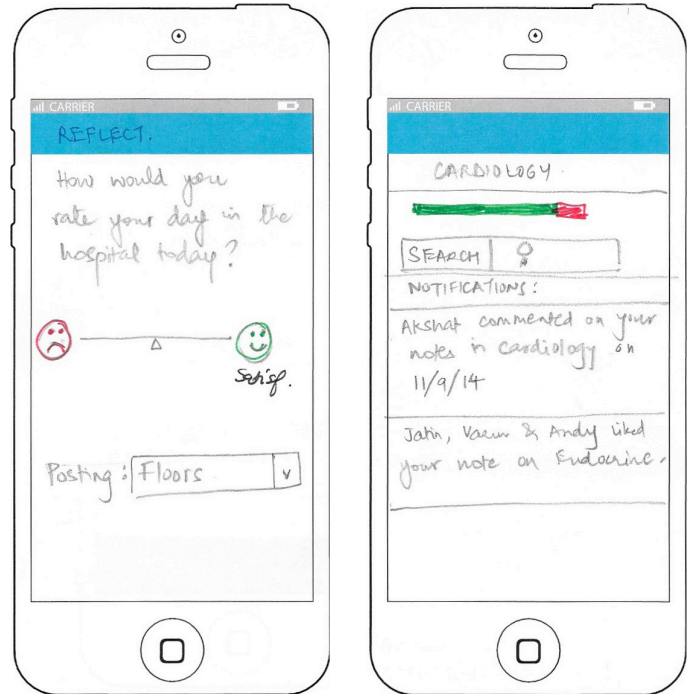 CARRIER
REFLECT.
How would you
rate your day in the
hospital today?
Satisf.
Posting: Floors
CARRIER
CARDIOLOGY
SEARCH
NOTIFICATIONS:
Akshat commented on your
notes in cardiology on
11/9/14
Jatin, Varun & Andy liked
your note on Endocrine.